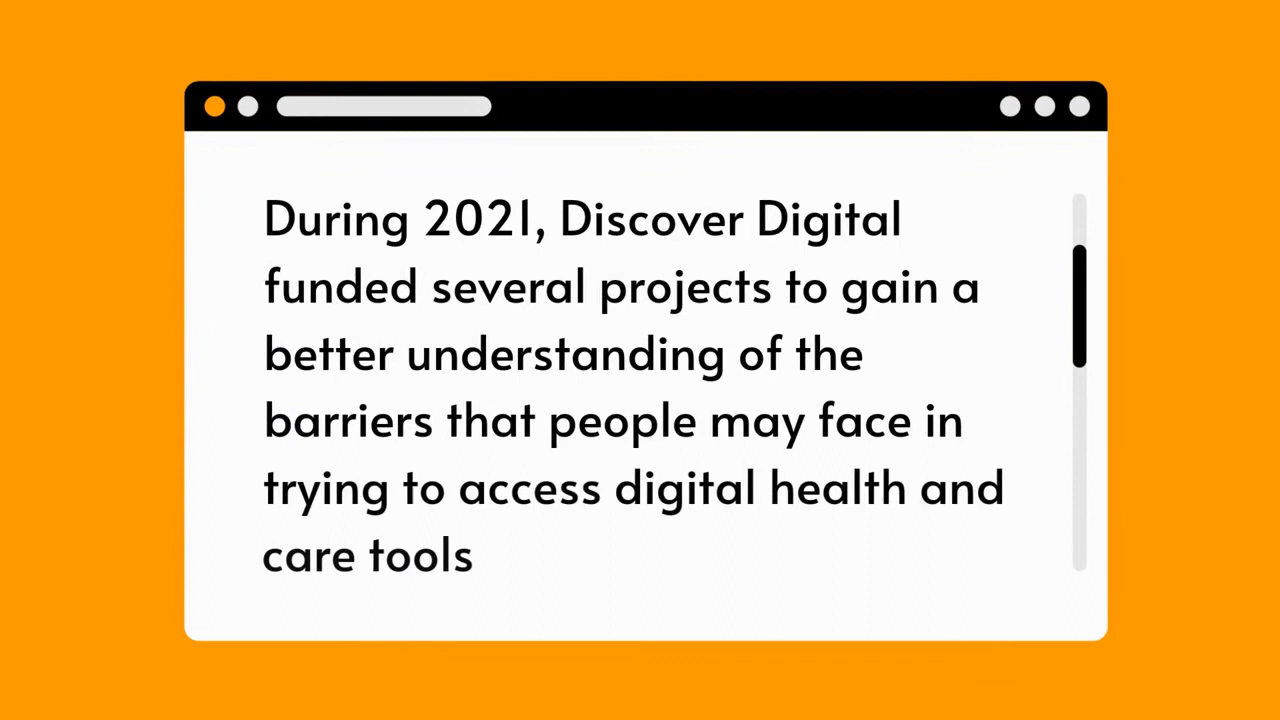 During 2021, Discover Digital
funded several projects to gain a
better understanding of the
barriers that people may face in
trying to access digital health and
care tools